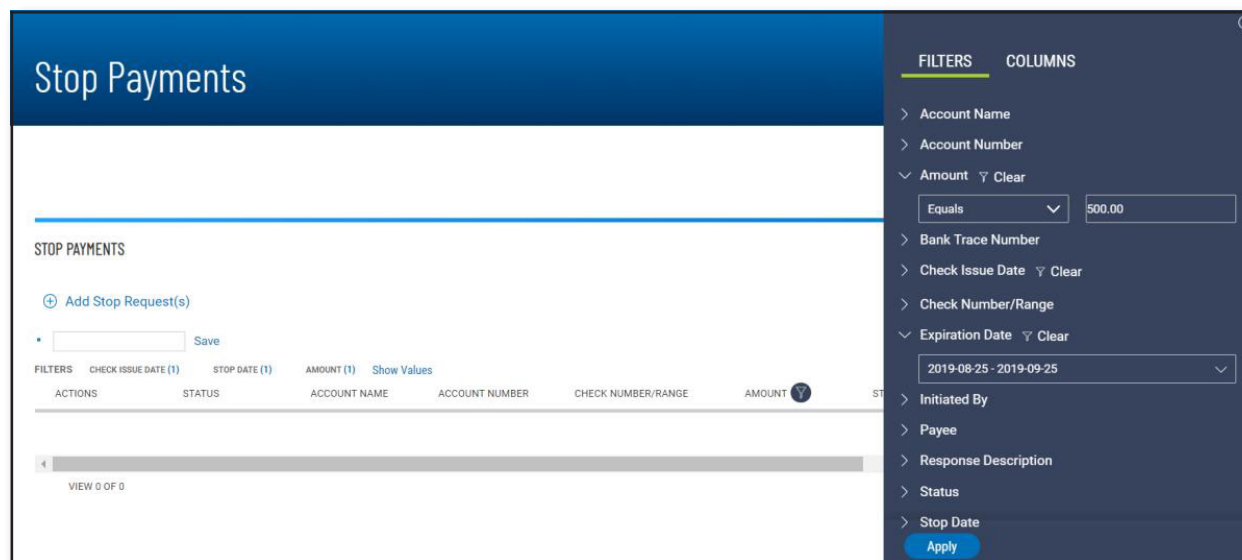 Stop Payments
STOP PAYMENTS
Add Stop Request(s)
Save
FILTERS CHECK ISSUE DATE (1) STOP DATE (1) AMOUNT (1) Show Values
ACTIONS STATUS ACCOUNT NAME ACCOUNT NUMBER CHECK NUMBER/RANGE AMOUNT ST
VIEW 0 OF 0
FILTERS COLUMNS
Account Name
Account Number
Amount Clear
Equals 500.00
Bank Trace Number
Check Issue Date Clear
Check Number/Range
Expiration Date Clear
2019-08-25 - 2019-09-25
Initiated By
Payee
Response Description
Status
Stop Date
Apply